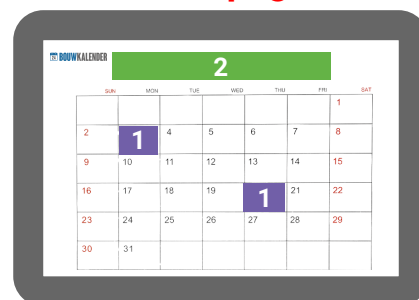 BOUWKALENDER
2
SUN MON TUE WED THU FRI SAT
1
2 1 4 5 6 7 8
9 10 11 12 13 14 15
16 17 18 19 1 21 22
23 24 25 26 27 28 29
30 31